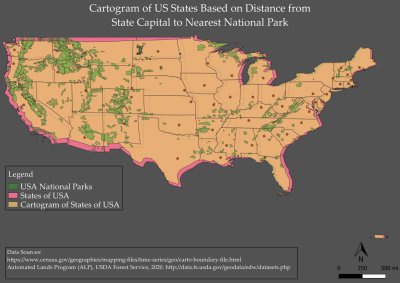 Cartogram of US States Based on Distance from
State Capital to Nearest National Park
Legend
USA National Parks
States of USA
Cartogram of States of USA
Data Sources:
https://www.census.gov/geographies/mapping-files/time-series/geo/carto-boundary-file.html
Automated Lands Program (ALP), USDA Forest Service, 2020. http://data.fs.usda.gov/geodata/edw/datasets.php
N
0 250 500 mi